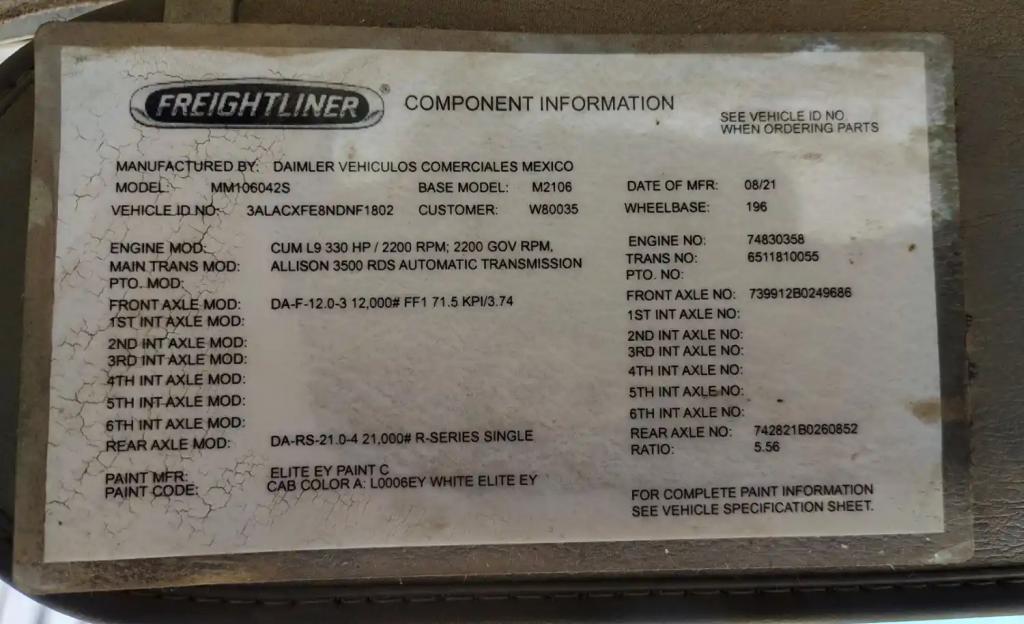 FREIGHTLINER ® COMPONENT INFORMATION
SEE VEHICLE ID NO
WHEN ORDERING PARTS
MANUFACTURED BY: DAIMLER VEHICULOS COMERCIALES MEXICO
MODEL: MM106042S BASE MODEL: M2106 DATE OF MFR: 08/21
VEHICLE ID NO: 3ALACXFE8NDNF1802 CUSTOMER: W80035 WHEELBASE: 196
ENGINE MOD: CUM L9 330 HP / 2200 RPM; 2200 GOV RPM, ENGINE NO: 74830358
MAIN TRANS MOD: ALLISON 3500 RDS AUTOMATIC TRANSMISSION TRANS NO: 6511810055
PTO. MOD: PTO. NO:
FRONT AXLE MOD: DA-F-12.0-3 12,000# FF1 71.5 KPI/3.74 FRONT AXLE NO: 739912B0249686
1ST INT AXLE MOD: 1ST INT AXLE NO:
2ND INT AXLE MOD: 2ND INT AXLE NO:
3RD INT AXLE MOD: 3RD INT AXLE NO:
4TH INT AXLE MOD: 4TH INT AXLE NO:
5TH INT AXLE MOD: 5TH INT AXLE NO:
6TH INT AXLE MOD: 6TH INT AXLE NO:
REAR AXLE MOD: DA-RS-21.0-4 21,000# R-SERIES SINGLE REAR AXLE NO: 742821B0260852
RATIO: 5.56
PAINT MFR: ELITE EY PAINT C
PAINT CODE: CAB COLOR A: L0006EY WHITE ELITE EY
FOR COMPLETE PAINT INFORMATION
SEE VEHICLE SPECIFICATION SHEET.